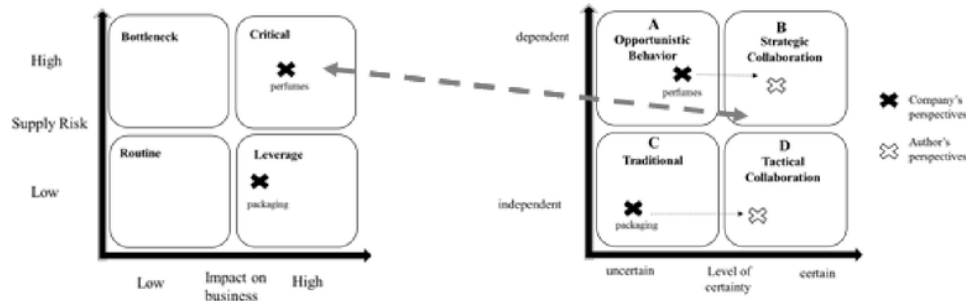 Bottleneck
Critical
High
perfumes
Supply Risk
Routine
Leverage
Low
packaging
Low
Impact on
business
High
A
B
dependent
Opportunistic
Behavior
Strategic
Collaboration
perfumes
Company's
perspectives
C
D
Author's
perspectives
Traditional
Tactical
Collaboration
independent
packaging
uncertain
Level of
certainty
certain